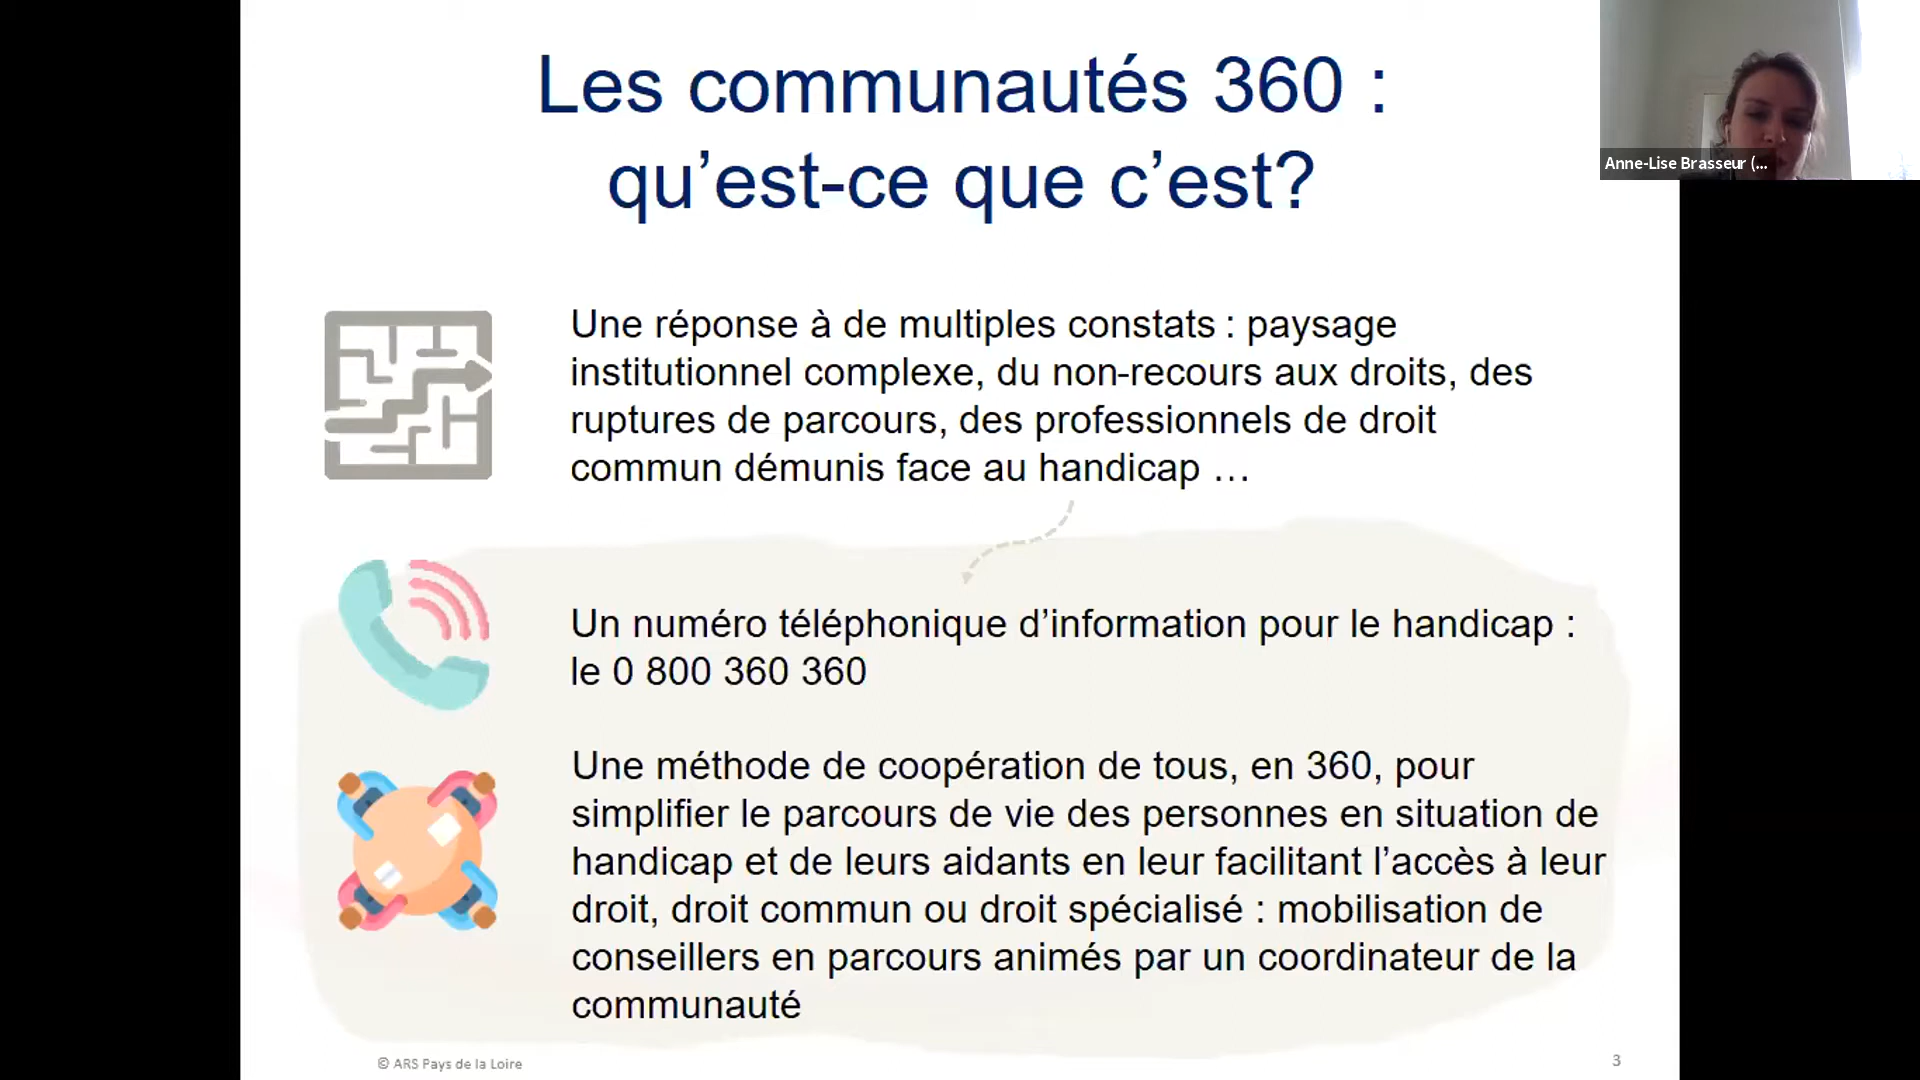 Les communautés 360 :
qu’est-ce que c’est?
Anne-Lise Brasseur (...
Une réponse à de multiples constats : paysage
institutionnel complexe, du non-recours aux droits, des
ruptures de parcours, des professionnels de droit
commun démunis face au handicap …
Un numéro téléphonique d’information pour le handicap :
le 0 800 360 360
Une méthode de coopération de tous, en 360, pour
simplifier le parcours de vie des personnes en situation de
handicap et de leurs aidants en leur facilitant l’accès à leur
droit, droit commun ou droit spécialisé : mobilisation de
conseillers en parcours animés par un coordinateur de la
communauté
© ARS Pays de la Loire
3